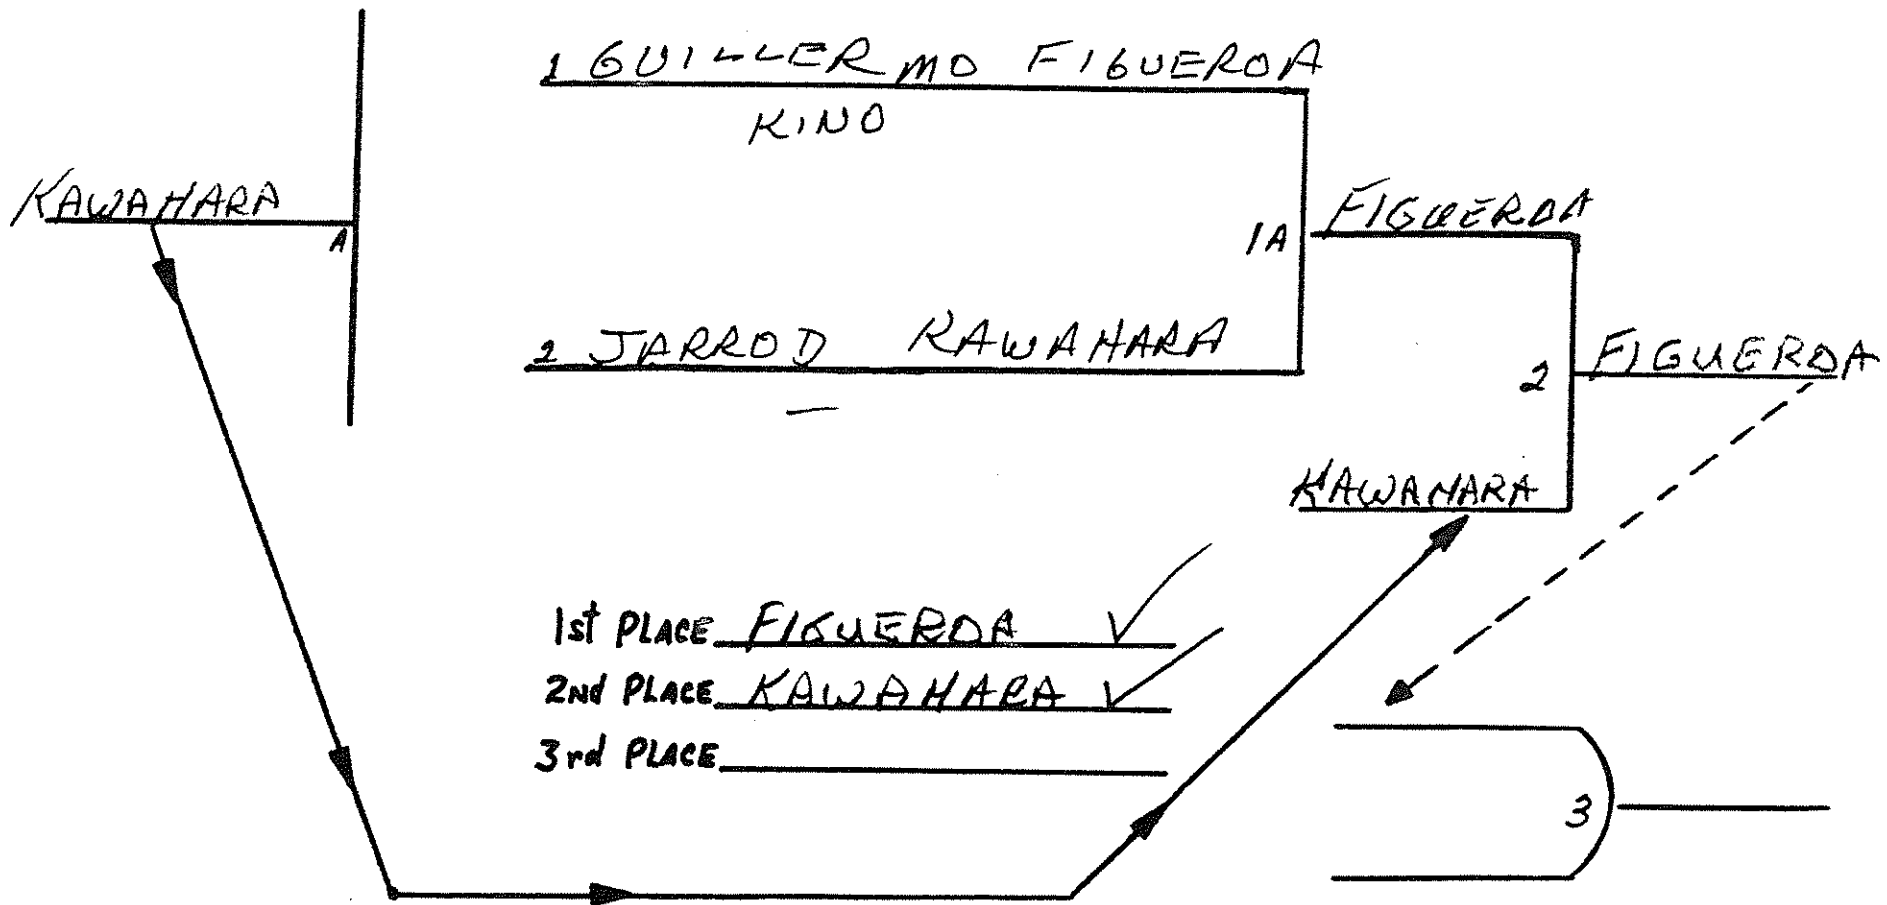 1 GUILLERMO FIGUEROA
KINO
KAWAHARA
A
1A
FIGUEROA
2 JARROD KAWAHARA
2
FIGUEROA
KAWAHARA
1st PLACE FIGUEROA
2nd PLACE KAWAHARA
3rd PLACE
3